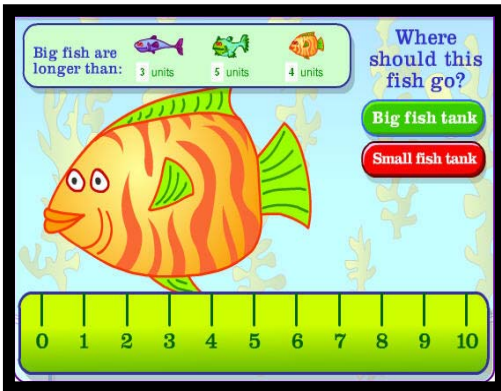 Big fish are
longer than:
3 units
5 units
4 units
Where
should this
fish go?
Big fish tank
Small fish tank
0 1 2 3 4 5 6 7 8 9 10